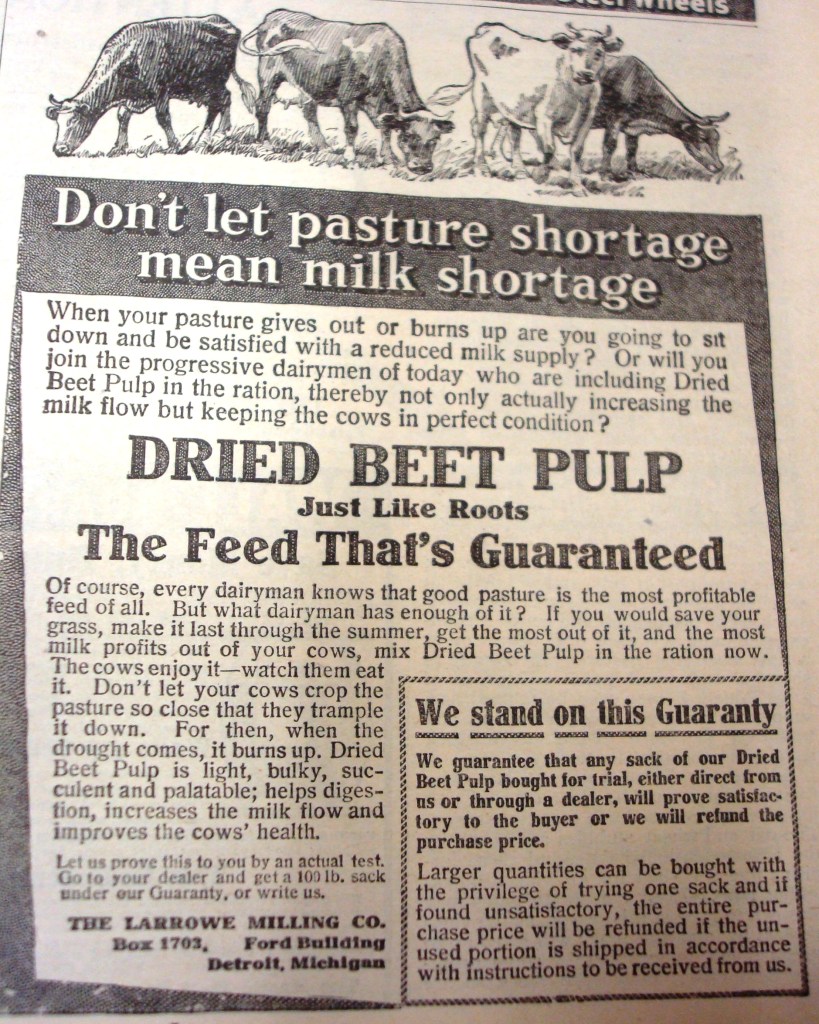 Steel Wheels
Don't let pasture shortage
mean milk shortage
When your pasture gives out or burns up are you going to sit
down and be satisfied with a reduced milk supply? Or will you
join the progressive dairymen of today who are including Dried
Beet Pulp in the ration, thereby not only actually increasing the
milk flow but keeping the cows in perfect condition?
DRIED BEET PULP
Just Like Roots
The Feed That's Guaranteed
Of course, every dairyman knows that good pasture is the most profitable
feed of all. But what dairyman has enough of it? If you would save your
grass, make it last through the summer, get the most out of it, and the most
milk profits out of your cows, mix Dried Beet Pulp in the ration now.
The cows enjoy it—watch them eat
it. Don't let your cows crop the
pasture so close that they trample
it down. For then, when the
drought comes, it burns up. Dried
Beet Pulp is light, bulky, suc-
culent and palatable; helps diges-
tion, increases the milk flow and
improves the cows' health.
Let us prove this to you by an actual test.
Go to your dealer and get a 100 lb. sack
under our Guaranty, or write us.
THE LARROWE MILLING CO.
Box 1703, Ford Building
Detroit, Michigan
We stand on this Guaranty
We guarantee that any sack of our Dried
Beet Pulp bought for trial, either direct from
us or through a dealer, will prove satisfac-
tory to the buyer or we will refund the
purchase price.
Larger quantities can be bought with
the privilege of trying one sack and if
found unsatisfactory, the entire pur-
chase price will be refunded if the un-
used portion is shipped in accordance
with instructions to be received from us.